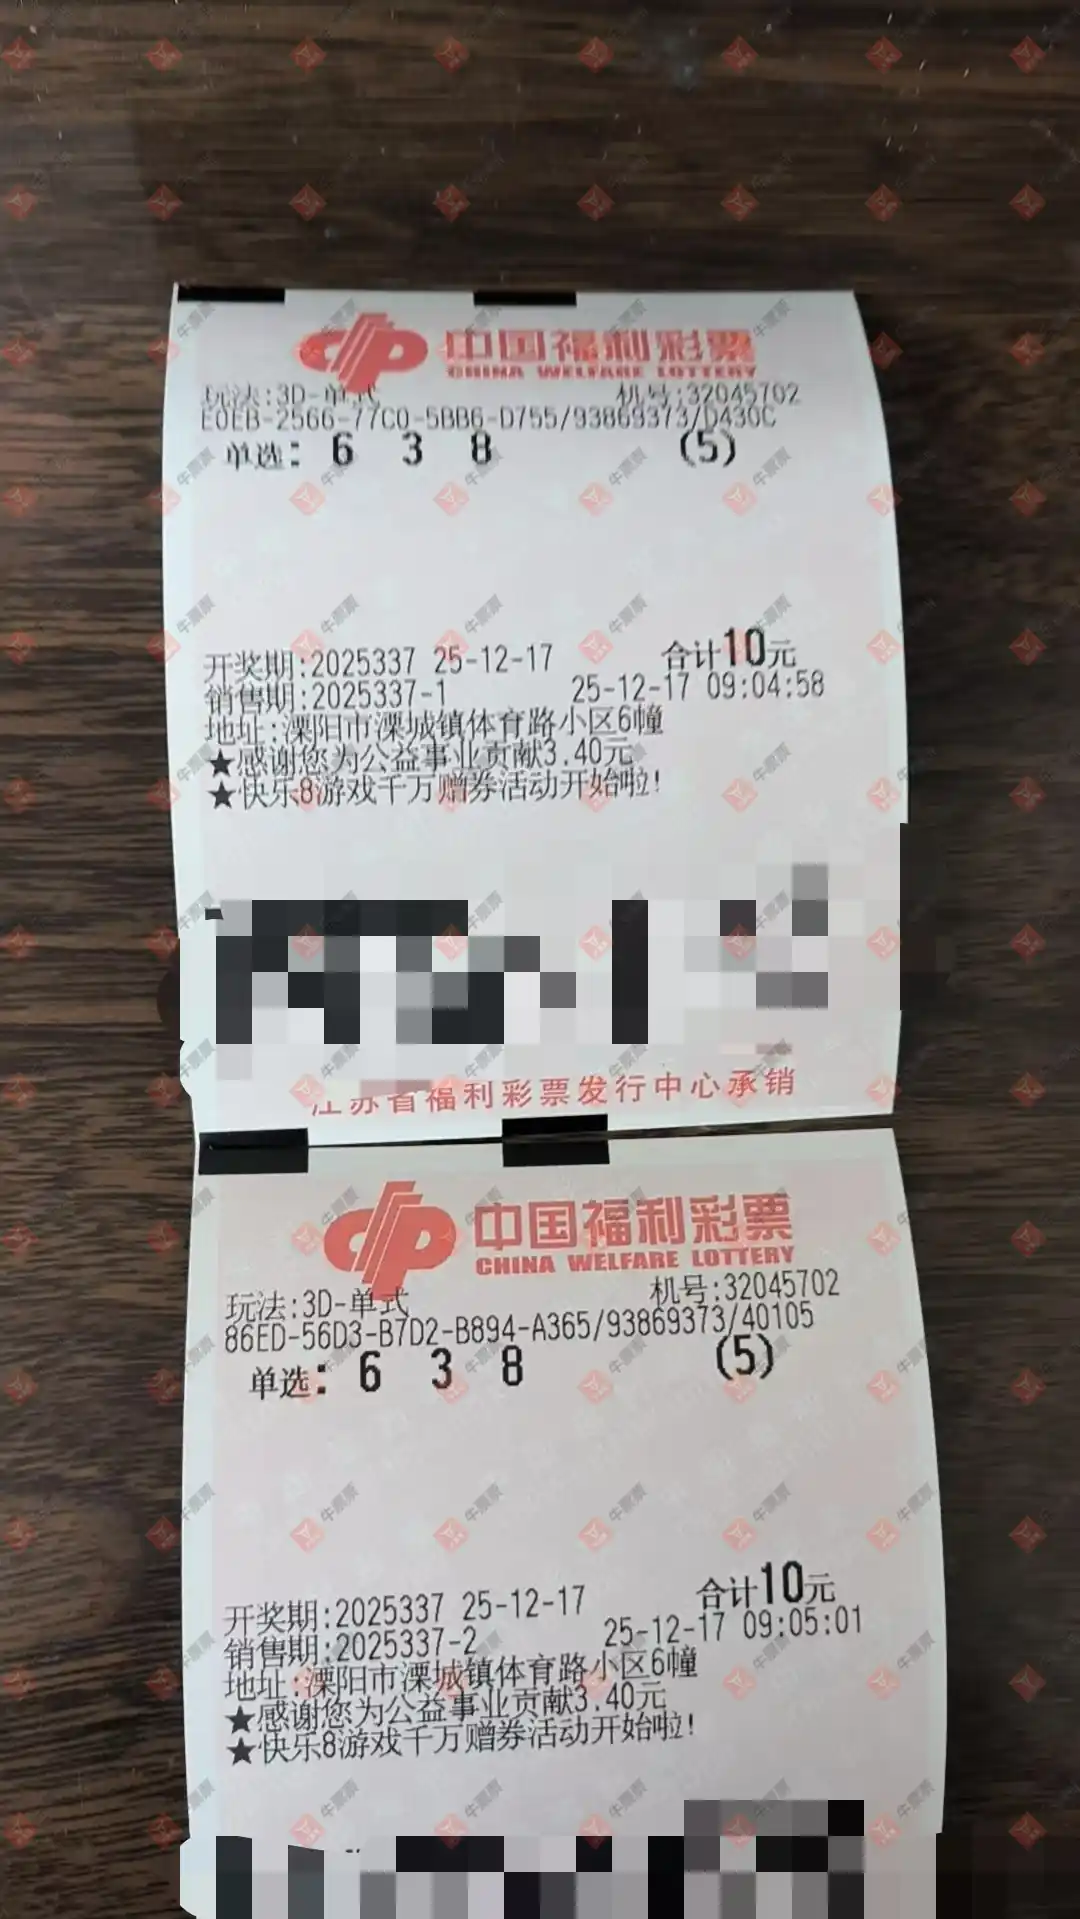 中国福利彩票
CHINA WELFARE LOTTERY
玩法:3D-单式 机号:32045702
E0EB-2566-77C0-5BB6-D755/93869373/D430C
单选: 6 3 8 (5)
开奖期:2025337 25-12-17 合计10元
销售期:2025337-1 25-12-17 09:04:58
地址:溧阳市溧城镇体育路小区6幢
★感谢您为公益事业贡献3.40元
★快乐8游戏千万赠券活动开始啦!
江苏省福利彩票发行中心承销
中国福利彩票
CHINA WELFARE LOTTERY
玩法:3D-单式 机号:32045702
86ED-56D3-B7D2-B894-A365/93869373/40105
单选: 6 3 8 (5)
开奖期:2025337 25-12-17 合计10元
销售期:2025337-2 25-12-17 09:05:01
地址:溧阳市溧城镇体育路小区6幢
★感谢您为公益事业贡献3.40元
★快乐8游戏千万赠券活动开始啦!